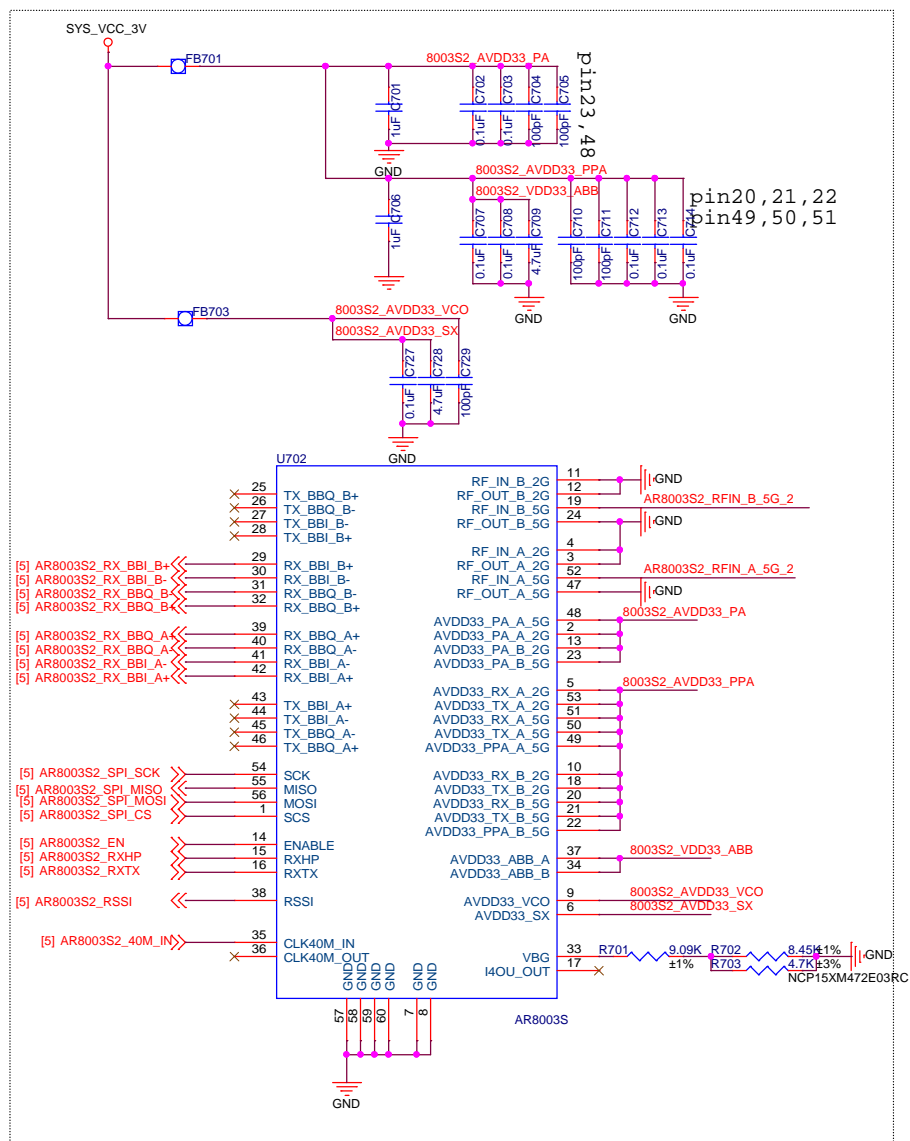 SYS_VCC_3V
FB701
8003S2_AVDD33_PA
C701
1uF
C702
0.1uF
C703
0.1uF
C704
100pF
C705
100pF
pin23,48
GND
8003S2_AVDD33_PPA
8003S2_VDD33_ABB
C706
1uF
C707
0.1uF
C708
0.1uF
C709
4.7uF
C710
100pF
C711
100pF
C712
0.1uF
C713
0.1uF
C714
0.1uF
pin20,21,22
pin49,50,51
GND
GND
FB703
8003S2_AVDD33_VCO
8003S2_AVDD33_SX
C727
0.1uF
C728
4.7uF
C729
100pF
GND
U702
25 TX_BBQ_B+
26 TX_BBQ_B-
27 TX_BBI_B-
28 TX_BBI_B+
[5] AR8003S2_RX_BBI_B+ 29 RX_BBI_B+
[5] AR8003S2_RX_BBI_B- 30 RX_BBI_B-
[5] AR8003S2_RX_BBQ_B- 31 RX_BBQ_B-
[5] AR8003S2_RX_BBQ_B+ 32 RX_BBQ_B+
[5] AR8003S2_RX_BBQ_A+ 39 RX_BBQ_A+
[5] AR8003S2_RX_BBQ_A- 40 RX_BBQ_A-
[5] AR8003S2_RX_BBI_A- 41 RX_BBI_A-
[5] AR8003S2_RX_BBI_A+ 42 RX_BBI_A+
43 TX_BBI_A+
44 TX_BBI_A-
45 TX_BBQ_A-
46 TX_BBQ_A+
[5] AR8003S2_SPI_SCK 54 SCK
[5] AR8003S2_SPI_MISO 55 MISO
[5] AR8003S2_SPI_MOSI 56 MOSI
[5] AR8003S2_SPI_CS 1 SCS
[5] AR8003S2_EN 14 ENABLE
[5] AR8003S2_RXHP 15 RXHP
[5] AR8003S2_RXTX 16 RXTX
[5] AR8003S2_RSSI 38 RSSI
[5] AR8003S2_40M_IN 35 CLK40M_IN
36 CLK40M_OUT
RF_IN_B_2G 11 GND
RF_OUT_B_2G 12
RF_IN_B_5G 19 AR8003S2_RFIN_B_5G_2
RF_OUT_B_5G 24 GND
RF_IN_A_2G 4
RF_OUT_A_2G 3
RF_IN_A_5G 52 AR8003S2_RFIN_A_5G_2
RF_OUT_A_5G 47 GND
AVDD33_PA_A_5G 48 8003S2_AVDD33_PA
AVDD33_PA_A_2G 2
AVDD33_PA_B_2G 13
AVDD33_PA_B_5G 23
AVDD33_RX_A_2G 5 8003S2_AVDD33_PPA
AVDD33_TX_A_2G 53
AVDD33_RX_A_5G 51
AVDD33_TX_A_5G 50
AVDD33_PPA_A_5G 49
AVDD33_RX_B_2G 10
AVDD33_TX_B_2G 18
AVDD33_RX_B_5G 20
AVDD33_TX_B_5G 21
AVDD33_PPA_B_5G 22
AVDD33_ABB_A 37 8003S2_VDD33_ABB
AVDD33_ABB_B 34
AVDD33_VCO 9 8003S2_AVDD33_VCO
AVDD33_SX 6 8003S2_AVDD33_SX
VBG 33 R701 9.09K ±1% R702 8.45K ±1% GND
I4OU_OUT 17 R703 4.7K ±3%
NCP15XM472E03RC
GND GND GND GND GND GND
57 58 59 60 7 8
AR8003S
GND